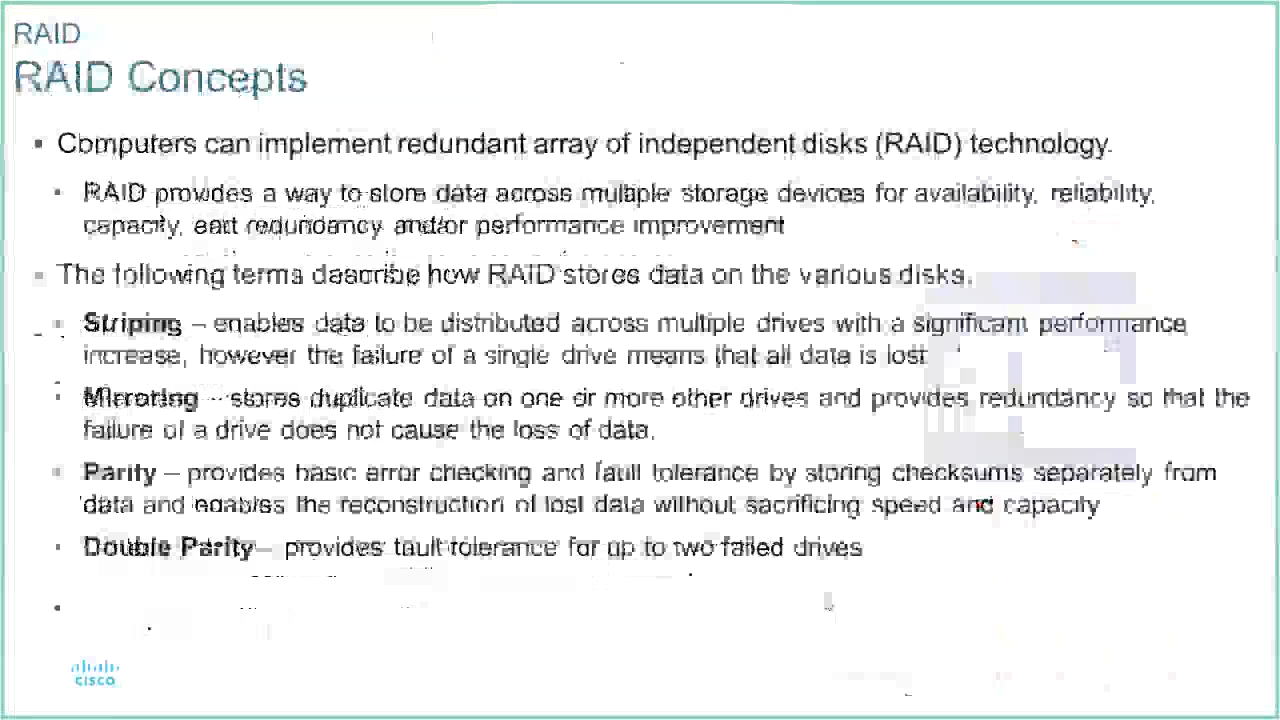 RAID
RAID Concepts
▪ Computers can implement redundant array of independent disks (RAID) technology.
▪ RAID provides a way to store data across multiple storage devices for availability, reliability,
capacity, and redundancy and/or performance improvement
▪ The following terms describe how RAID stores data on the various disks.
▪ Striping – enables data to be distributed across multiple drives with a significant performance
increase, however the failure of a single drive means that all data is lost
▪ Mirroring – stores duplicate data on one or more other drives and provides redundancy so that the
failure of a drive does not cause the loss of data.
▪ Parity – provides basic error checking and fault tolerance by storing checksums separately from
data and enables the reconstruction of lost data without sacrificing speed and capacity
▪ Double Parity – provides fault tolerance for up to two failed drives
CISCO